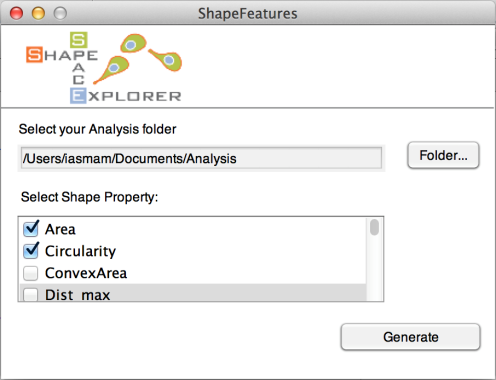 ShapeFeatures
SHAPE
SPACE
EXPLORER
Select your Analysis folder
/Users/iasmam/Documents/Analysis
Folder...
Select Shape Property:
Area
Circularity
ConvexArea
Dist_max
Generate